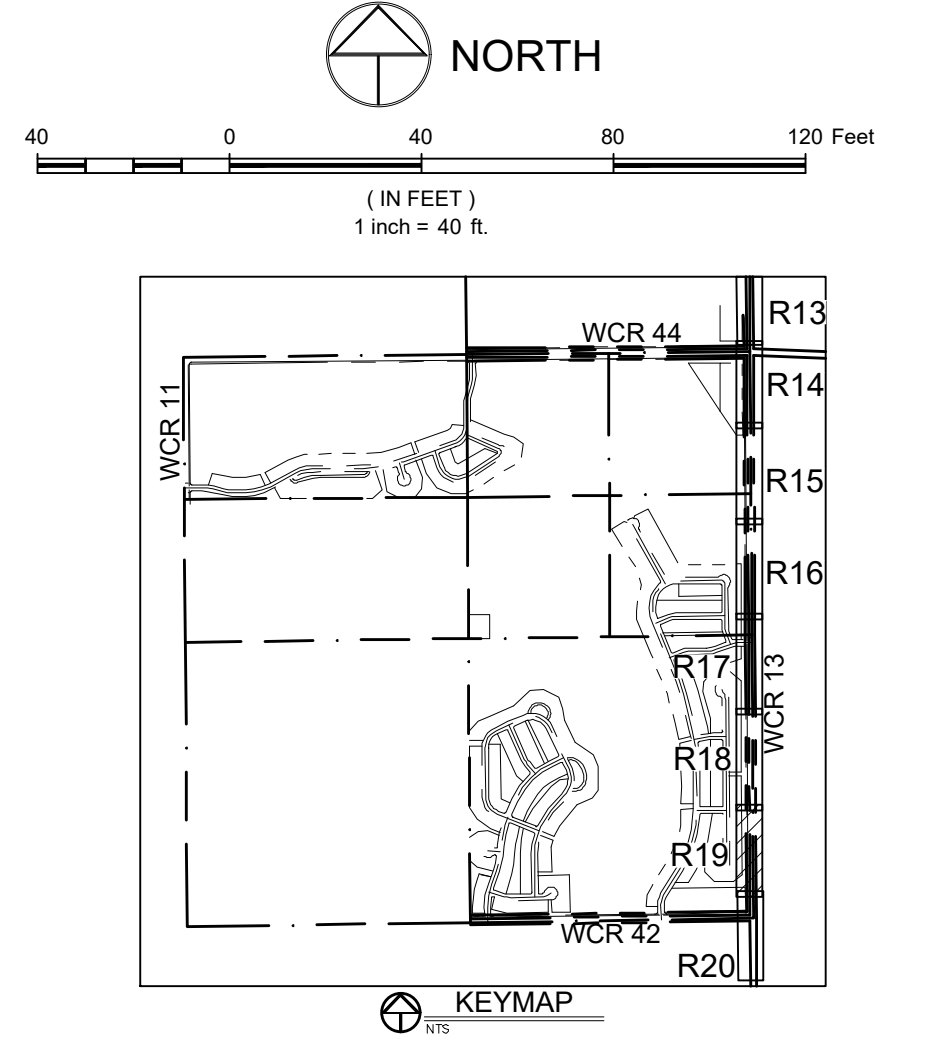 NORTH
40 0 40 80 120 Feet
( IN FEET )
1 inch = 40 ft.
R13
WCR 44
R14
WCR 11
R15
R16
R17
WCR 13
R18
R19
WCR 42
R20
KEYMAP
NTS